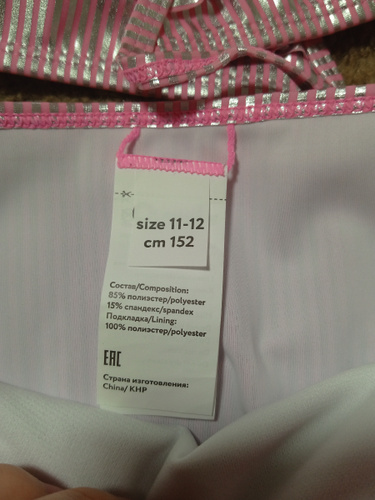 size 11-12
cm 152
Состав/Composition:
85% полиэстер/polyester
15% спандекс/spandex
Подкладка/Lining:
100% полиэстер/polyester
EAC
Страна изготовления:
China/ КНР